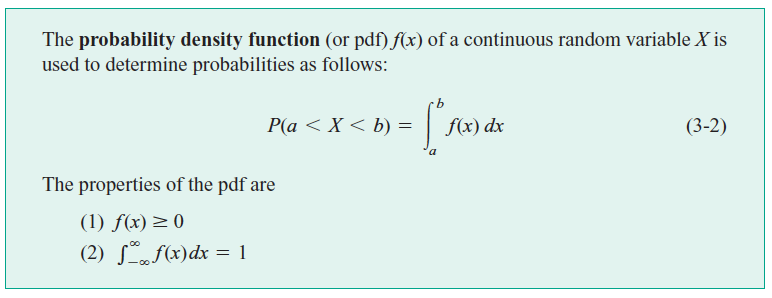 The probability density function (or pdf) f(x) of a continuous random variable X is
used to determine probabilities as follows:
P(a < X < b) = ∫_a^b f(x) dx (3-2)
The properties of the pdf are
(1) f(x) ≥ 0
(2) ∫_{-∞}^{∞} f(x)dx = 1